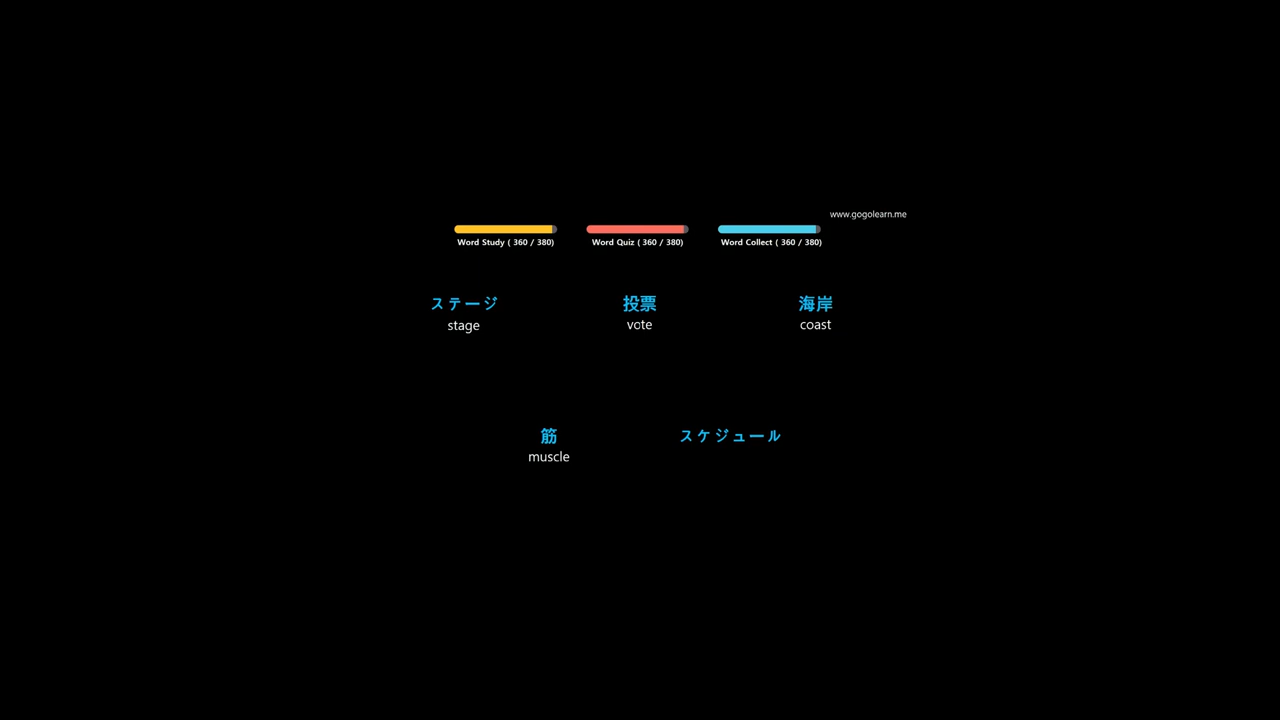 www.gogolearn.me
Word Study ( 360 / 380)
Word Quiz ( 360 / 380)
Word Collect ( 360 / 380)
ステージ
stage
投票
vote
海岸
coast
筋
muscle
スケジュール